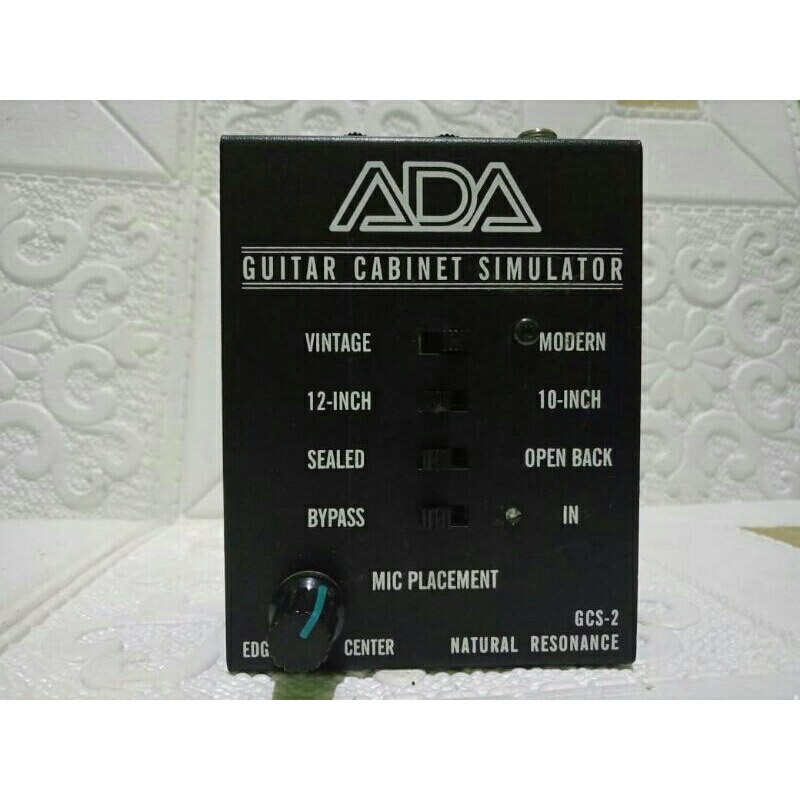 ADA
GUITAR CABINET SIMULATOR
VINTAGE MODERN
12-INCH 10-INCH
SEALED OPEN BACK
BYPASS IN
MIC PLACEMENT
GCS-2
CENTER NATURAL RESONANCE